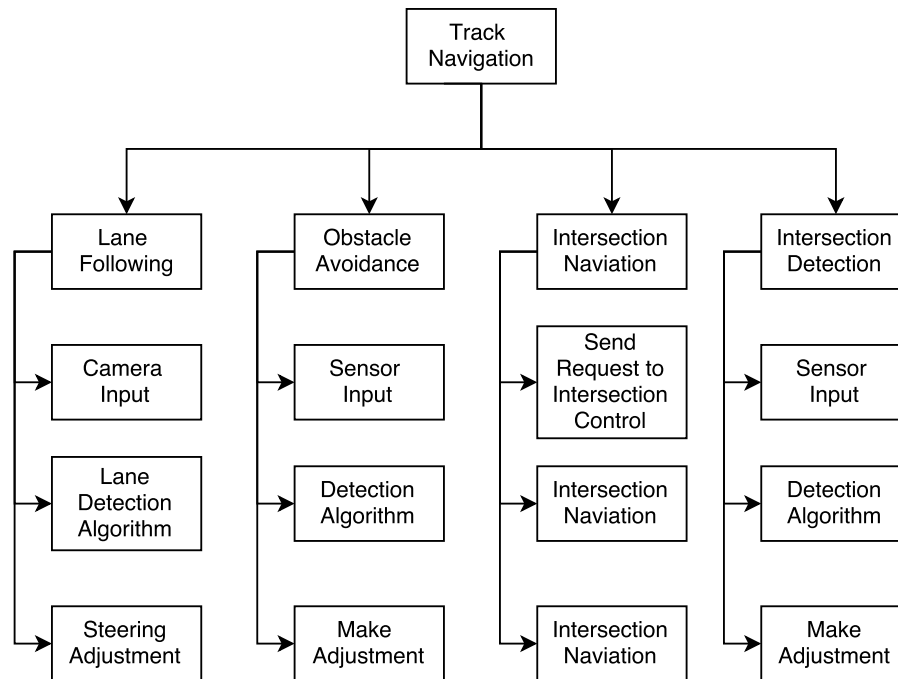 Track
Navigation
Lane
Following
Obstacle
Avoidance
Intersection
Naviation
Intersection
Detection
Camera
Input
Sensor
Input
Send
Request to
Intersection
Control
Sensor
Input
Lane
Detection
Algorithm
Detection
Algorithm
Intersection
Naviation
Detection
Algorithm
Steering
Adjustment
Make
Adjustment
Intersection
Naviation
Make
Adjustment